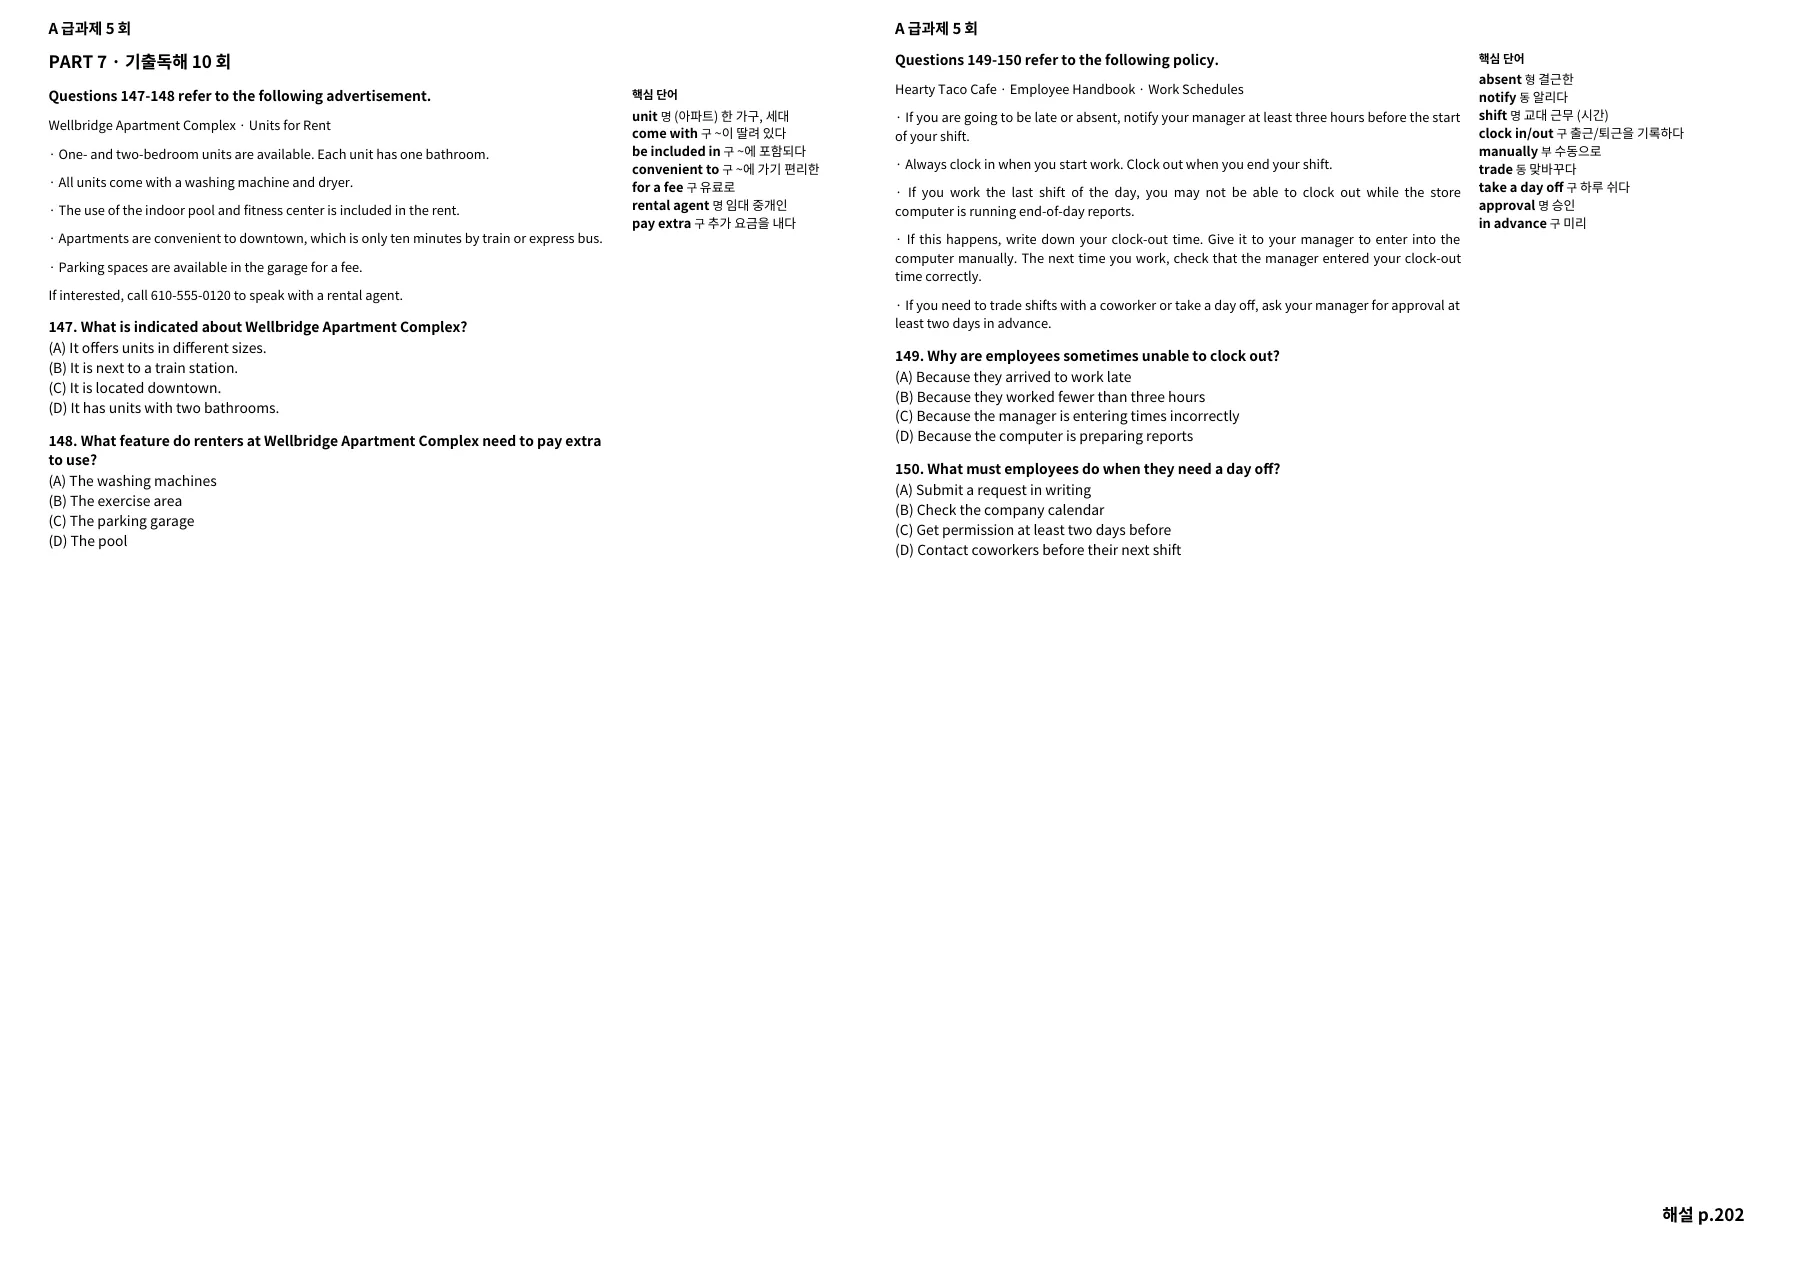 A 급과제 5 회
PART 7 · 기출독해 10 회
Questions 147-148 refer to the following advertisement.
Wellbridge Apartment Complex · Units for Rent
· One- and two-bedroom units are available. Each unit has one bathroom.
· All units come with a washing machine and dryer.
· The use of the indoor pool and fitness center is included in the rent.
· Apartments are convenient to downtown, which is only ten minutes by train or express bus.
· Parking spaces are available in the garage for a fee.
If interested, call 610-555-0120 to speak with a rental agent.
147. What is indicated about Wellbridge Apartment Complex?
(A) It offers units in different sizes.
(B) It is next to a train station.
(C) It is located downtown.
(D) It has units with two bathrooms.
148. What feature do renters at Wellbridge Apartment Complex need to pay extra
to use?
(A) The washing machines
(B) The exercise area
(C) The parking garage
(D) The pool
핵심 단어
unit 명 (아파트) 한 가구, 세대
come with 구 ~이 딸려 있다
be included in 구 ~에 포함되다
convenient to 구 ~에 가기 편리한
for a fee 구 유료로
rental agent 명 임대 중개인
pay extra 구 추가 요금을 내다
A 급과제 5 회
Questions 149-150 refer to the following policy.
Hearty Taco Cafe · Employee Handbook · Work Schedules
· If you are going to be late or absent, notify your manager at least three hours before the start
of your shift.
· Always clock in when you start work. Clock out when you end your shift.
· If you work the last shift of the day, you may not be able to clock out while the store
computer is running end-of-day reports.
· If this happens, write down your clock-out time. Give it to your manager to enter into the
computer manually. The next time you work, check that the manager entered your clock-out
time correctly.
· If you need to trade shifts with a coworker or take a day off, ask your manager for approval at
least two days in advance.
149. Why are employees sometimes unable to clock out?
(A) Because they arrived to work late
(B) Because they worked fewer than three hours
(C) Because the manager is entering times incorrectly
(D) Because the computer is preparing reports
150. What must employees do when they need a day off?
(A) Submit a request in writing
(B) Check the company calendar
(C) Get permission at least two days before
(D) Contact coworkers before their next shift
핵심 단어
absent 형 결근한
notify 동 알리다
shift 명 교대 근무 (시간)
clock in/out 구 출근/퇴근을 기록하다
manually 부 수동으로
trade 동 맞바꾸다
take a day off 구 하루 쉬다
approval 명 승인
in advance 구 미리
해설 p.202